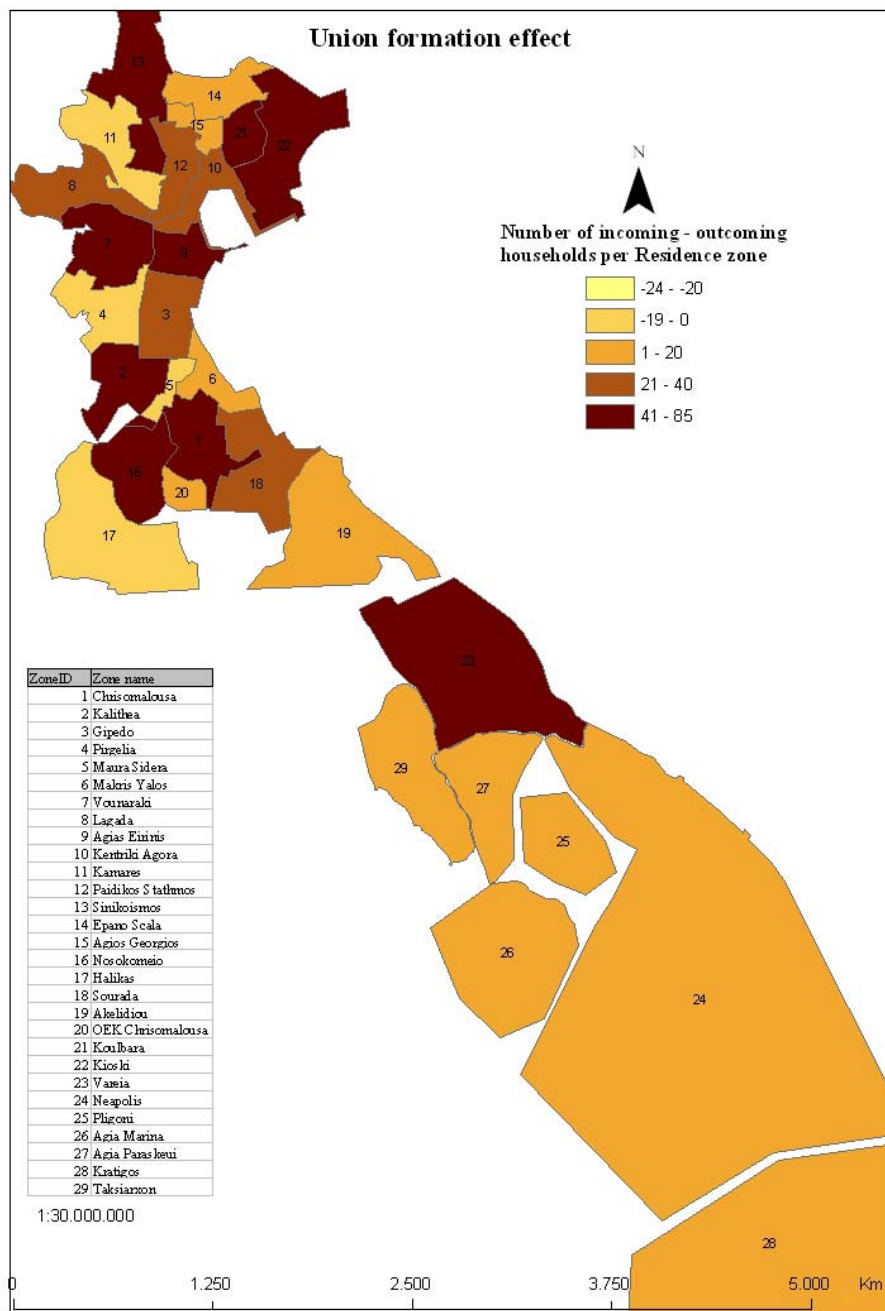 Union formation effect
N
Number of incoming - outcoming
households per Residence zone
-24 - -20
-19 - 0
1 - 20
21 - 40
41 - 85
13
14
15
11
21
22
12
10
8
7
9
4
3
2
5
6
1
16
20
18
17
19
23
29
27
25
26
24
28
ZoneID Zone name
1 Chrisomalousa
2 Kalithea
3 Gipedo
4 Pirgelia
5 Maura Sidera
6 Makris Yalos
7 Vounaraki
8 Lagada
9 Agias Eirinis
10 Kentriki Agora
11 Kamares
12 Paidikos Stathmos
13 Sinikoismos
14 Epano Scala
15 Agios Georgios
16 Nosokomeio
17 Halikas
18 Sourada
19 Akelidiou
20 OEK Chrisomalousa
21 Koulbara
22 Kioski
23 Vareia
24 Neapolis
25 Pligoni
26 Agia Marina
27 Agia Paraskeui
28 Kratigos
29 Taksiarxon
1:30.000.000
0 1.250 2.500 3.750 5.000 Km